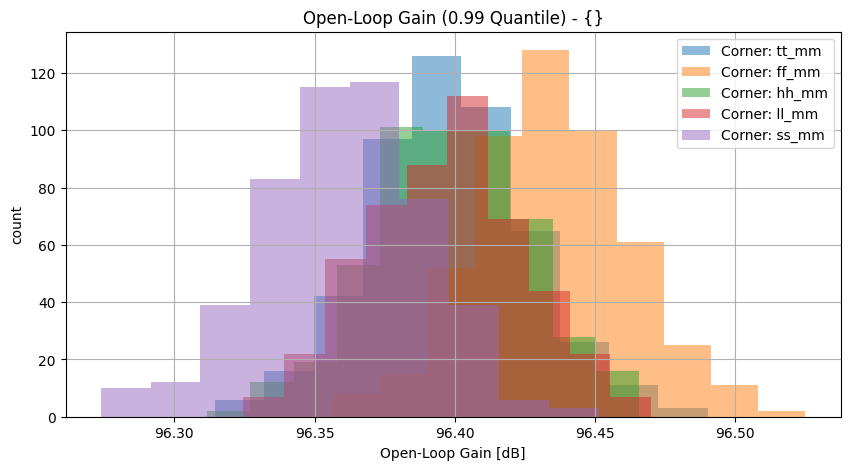 Open-Loop Gain (0.99 Quantile) - {}
Corner: tt_mm
Corner: ff_mm
Corner: hh_mm
Corner: ll_mm
Corner: ss_mm
count
120
100
80
60
40
20
0
96.30 96.35 96.40 96.45 96.50
Open-Loop Gain [dB]